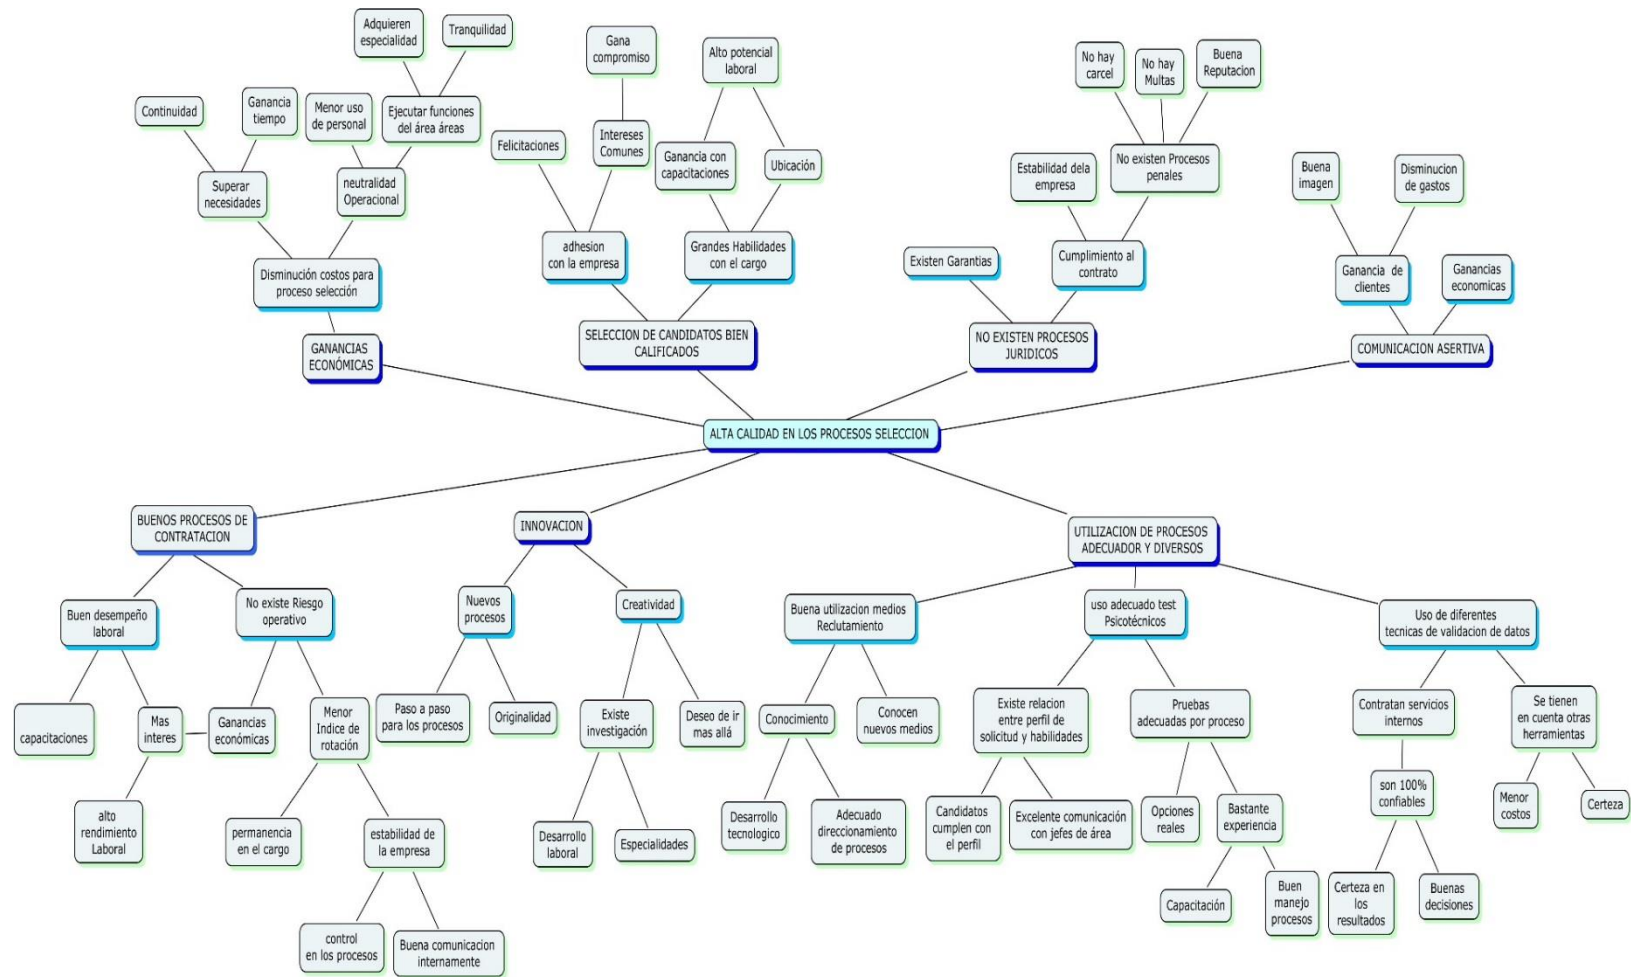 Adquieren
especialidad
Tranquilidad
Continuidad
Ganancia
tiempo
Menor uso
de personal
Ejecutar funciones
del área áreas
Superar
necesidades
neutralidad
Operacional
Disminución costos para
proceso selección
GANANCIAS
ECONÓMICAS
Gana
compromiso
Alto potencial
laboral
Felicitaciones
Intereses
Comunes
Ganancia con
capacitaciones
Ubicación
adhesion
con la empresa
Grandes Habilidades
con el cargo
SELECCION DE CANDIDATOS BIEN
CALIFICADOS
No hay
carcel
No hay
Multas
Buena
Reputacion
Estabilidad dela
empresa
No existen Procesos
penales
Existen Garantias
Cumplimiento al
contrato
NO EXISTEN PROCESOS
JURIDICOS
Buena
imagen
Disminucion
de gastos
Ganancia de
clientes
Ganancias
economicas
COMUNICACION ASERTIVA
ALTA CALIDAD EN LOS PROCESOS SELECCION
BUENOS PROCESOS DE
CONTRATACION
Buen desempeño
laboral
No existe Riesgo
operativo
capacitaciones
Mas
interes
Ganancias
económicas
Menor
Indice de
rotación
alto
rendimiento
Laboral
permanencia
en el cargo
estabilidad de
la empresa
control
en los procesos
Buena comunicacion
internamente
INNOVACION
Nuevos
procesos
Creatividad
Paso a paso
para los procesos
Originalidad
Existe
investigación
Deseo de ir
mas allá
Desarrollo
laboral
Especialidades
UTILIZACION DE PROCESOS
ADECUADOR Y DIVERSOS
Buena utilizacion medios
Reclutamiento
uso adecuado test
Psicotécnicos
Uso de diferentes
tecnicas de validacion de datos
Conocimiento
Conocen
nuevos medios
Existe relacion
entre perfil de
solicitud y habilidades
Pruebas
adecuadas por proceso
Contratan servicios
internos
Se tienen
en cuenta otras
herramientas
Desarrollo
tecnologico
Adecuado
direccionamiento
de procesos
Candidatos
cumplen con
el perfil
Excelente comunicación
con jefes de área
Opciones
reales
Bastante
experiencia
son 100%
confiables
Menor
costos
Certeza
Capacitación
Buen
manejo
procesos
Certeza en
los
resultados
Buenas
decisiones